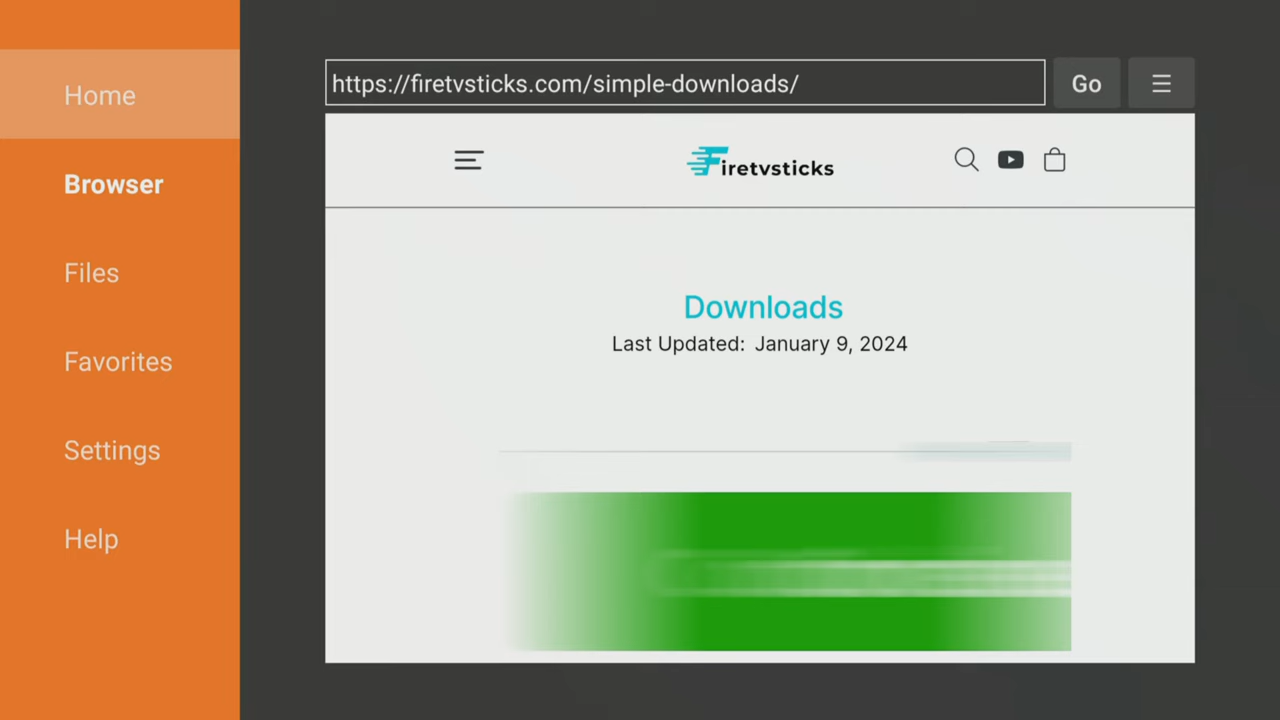 Home
Browser
Files
Favorites
Settings
Help
https://firetvsticks.com/simple-downloads/
Go
Firetvsticks
Downloads
Last Updated: January 9, 2024